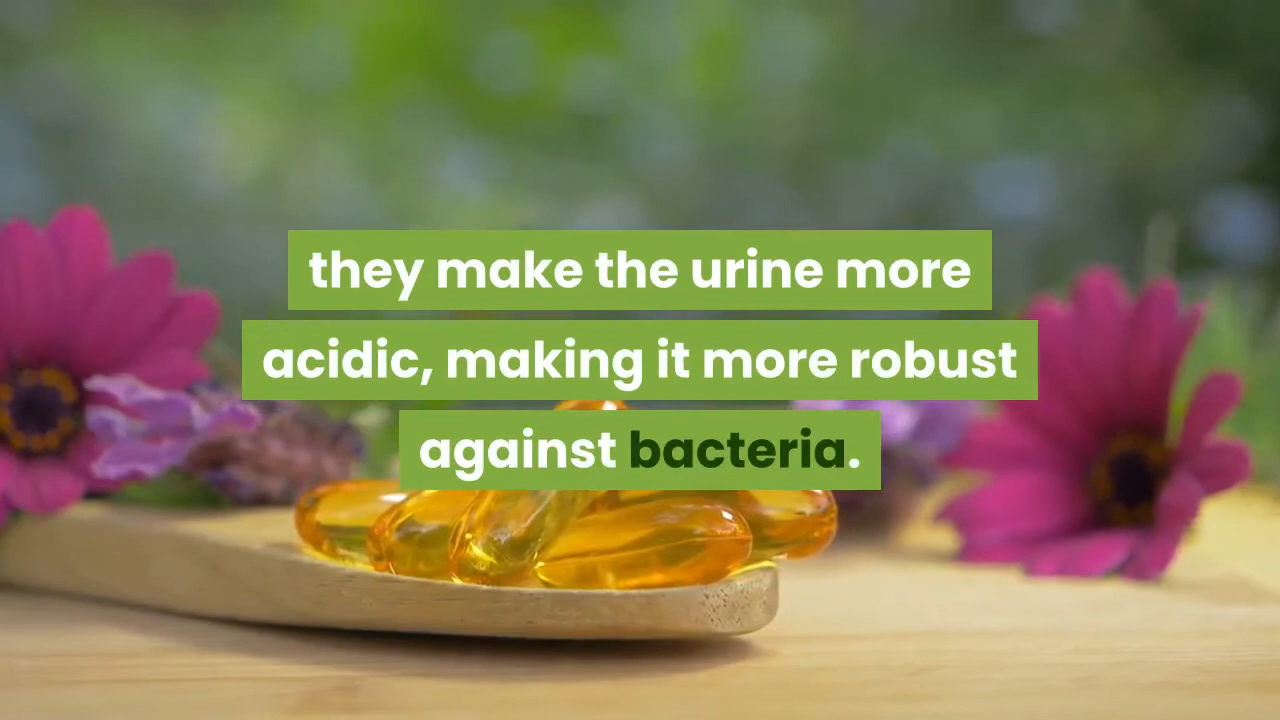 they make the urine more
acidic, making it more robust
against bacteria.